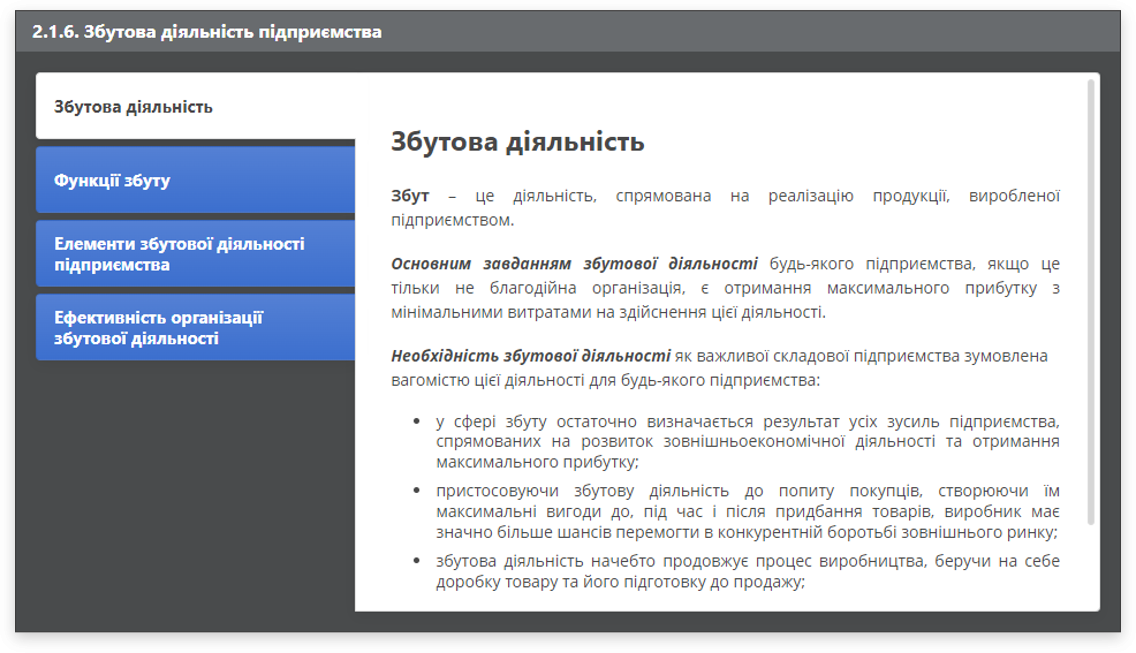 2.1.6. Збутова діяльність підприємства
Збутова діяльність
Функції збуту
Елементи збутової діяльності
підприємства
Ефективність організації
збутової діяльності
Збутова діяльність
Збут – це діяльність, спрямована на реалізацію продукції, виробленої
підприємством.
Основним завданням збутової діяльності будь-якого підприємства, якщо це
тільки не благодійна організація, є отримання максимального прибутку з
мінімальними витратами на здійснення цієї діяльності.
Необхідність збутової діяльності як важливої складової підприємства зумовлена
вагомістю цієї діяльності для будь-якого підприємства:
• у сфері збуту остаточно визначається результат усіх зусиль підприємства,
спрямованих на розвиток зовнішньоекономічної діяльності та отримання
максимального прибутку;
• пристосовуючи збутову діяльність до попиту покупців, створюючи їм
максимальні вигоди до, під час і після придбання товарів, виробник має
значно більше шансів перемогти в конкурентній боротьбі зовнішнього ринку;
• збутова діяльність начебто продовжує процес виробництва, беручи на себе
доробку товару та його підготовку до продажу;